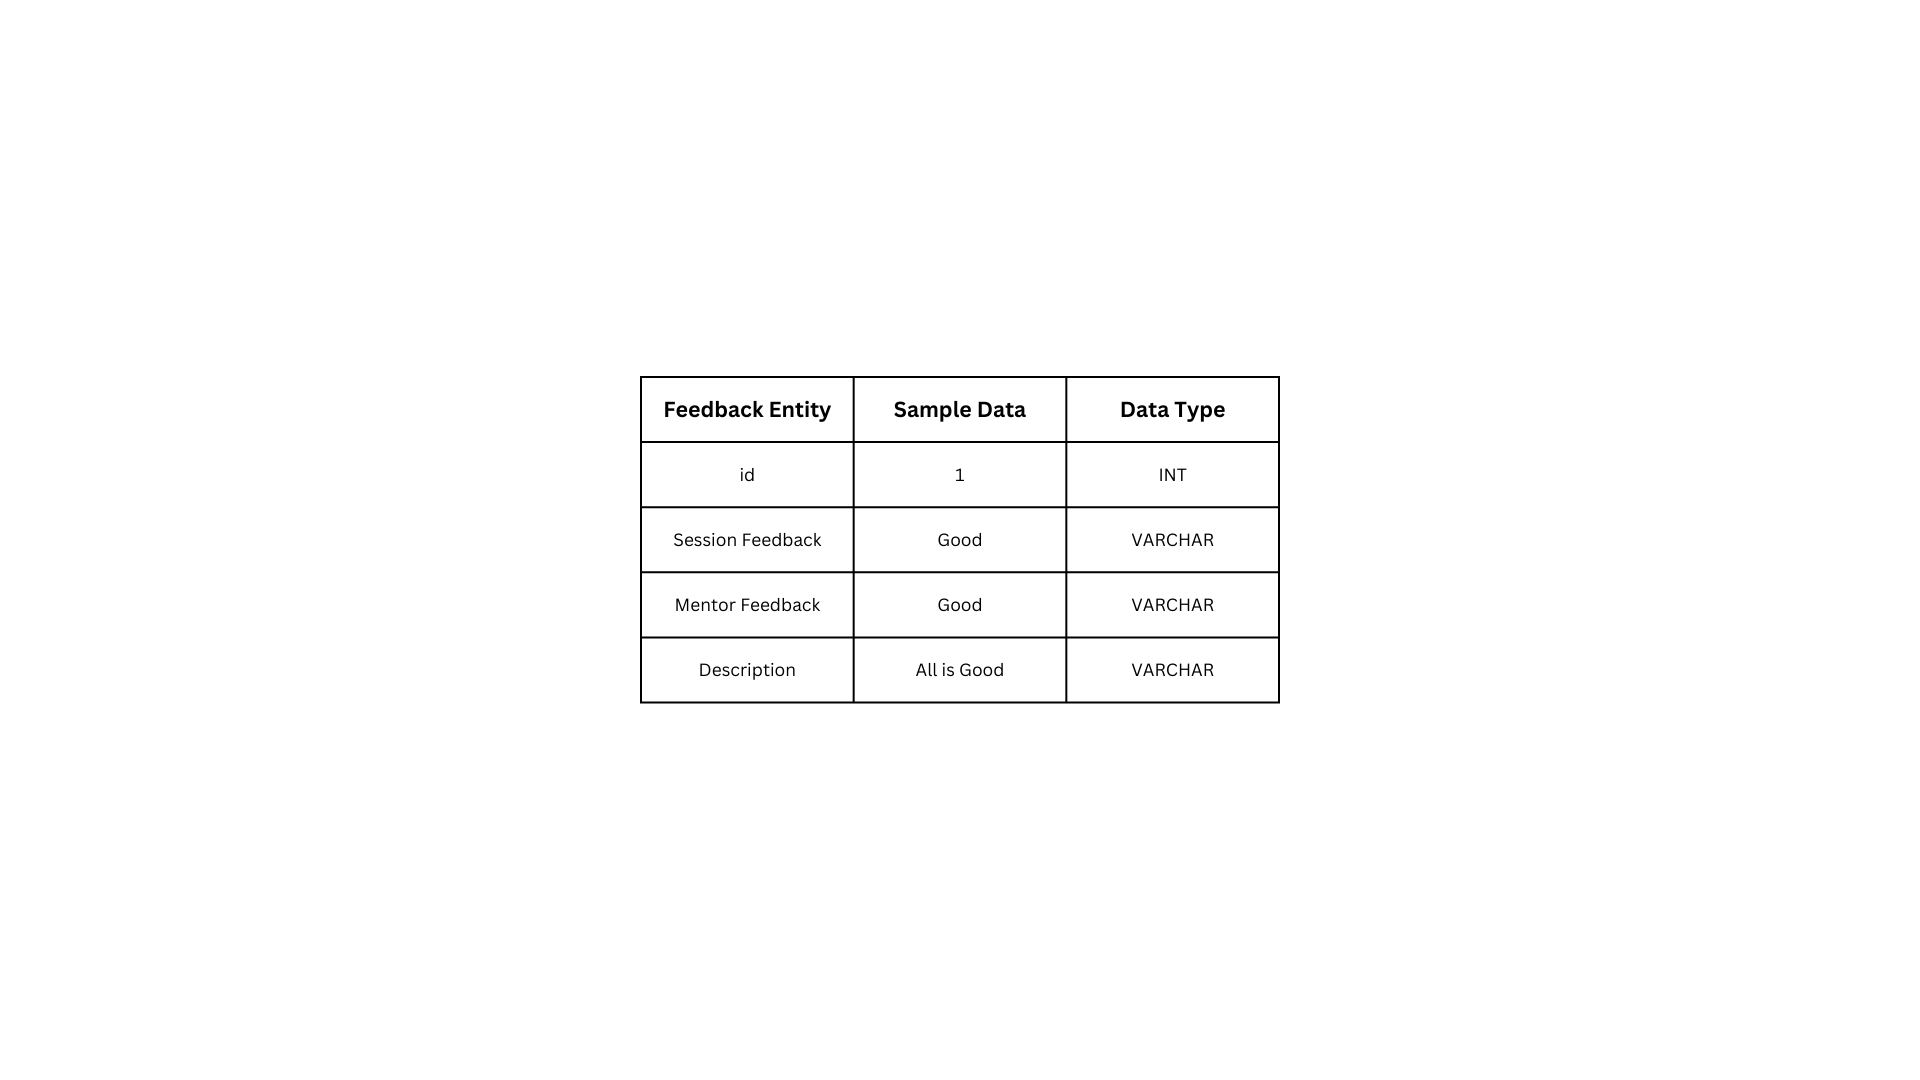 Feedback Entity Sample Data Data Type
id 1 INT
Session Feedback Good VARCHAR
Mentor Feedback Good VARCHAR
Description All is Good VARCHAR